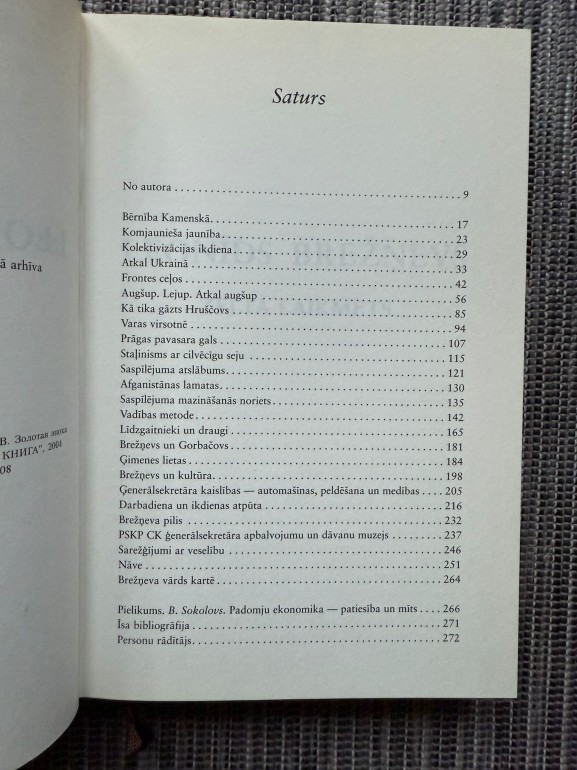 ā arhīva
В. Золотая эпоха
КНИГА", 2004
08
Saturs
No autora 9
Bērnība Kamenskā. 17
Komjaunieša jaunība. 23
Kolektivizācijas ikdiena. 29
Atkal Ukrainā 33
Frontes ceļos 42
Augšup. Lejup. Atkal augšup 56
Kā tika gāzts Hruščovs 85
Varas virsotnē 94
Prāgas pavasara gals 107
Staļinisms ar cilvēcīgu seju 115
Saspīlējuma atslābums. 121
Afganistānas lamatas. 130
Saspīlējuma mazināšanās noriets. 135
Vadības metode 142
Līdzgaitnieki un draugi 165
Brežņevs un Gorbačovs 181
Ģimenes lietas 184
Brežņevs un kultūra. 198
Ģenerālsekretāra kaislības — automašīnas, peldēšana un medības 205
Darbadiena un ikdienas atpūta 216
Brežņeva pilis 232
PSKP CK ģenerālsekretāra apbalvojumu un dāvanu muzejs 237
Sarežģījumi ar veselību 246
Nāve 251
Brežņeva vārds kartē 264
Pielikums. B. Sokolovs. Padomju ekonomika — patiesība un mīts 266
Īsa bibliogrāfija 271
Personu rādītājs. 272